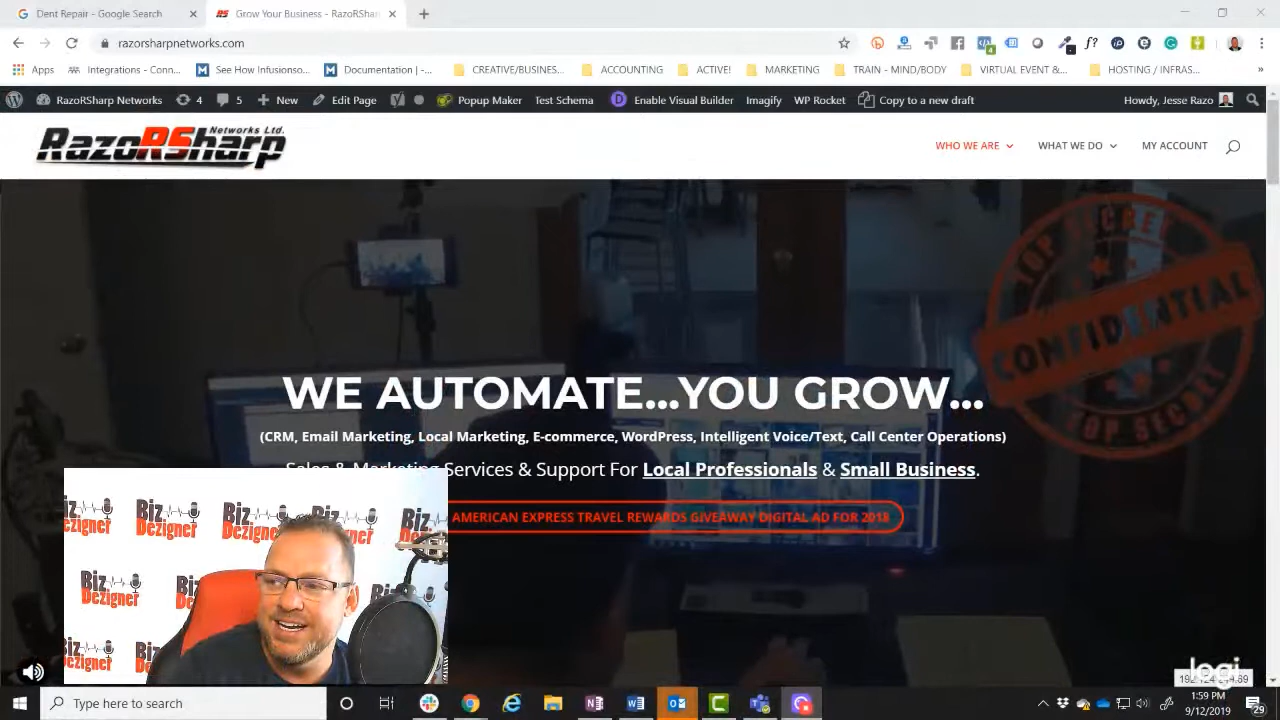 Dent Repair - Google Search
Grow Your Business - RazoRShar
razorsharpnetworks.com
Apps
Integrations - Conn...
See How Infusionso...
Documentation | -...
CREATIVE/BUSINES...
ACCOUNTING
ACTIVE!
MARKETING
TRAIN - MIND/BODY
VIRTUAL EVENT &...
HOSTING / INFRAS...
»
RazoRSharp Networks
4
5
New
Edit Page
Popup Maker
Test Schema
Enable Visual Builder
Imagify
WP Rocket
Copy to a new draft
Howdy, Jesse Razo
RazoRSharp
Networks Ltd.
WHO WE ARE
WHAT WE DO
MY ACCOUNT
TOP SECRET
CONFIDENTIAL
TOP SECRET
WE AUTOMATE...YOU GROW...
(CRM, Email Marketing, Local Marketing, E-commerce, WordPress, Intelligent Voice/Text, Call Center Operations)
Sales & Marketing Services & Support For Local Professionals & Small Business.
AMERICAN EXPRESS TRAVEL REWARDS GIVEAWAY DIGITAL AD FOR 2018
Biz
Dezigner
logi
Type here to search
1:59 PM
9/12/2019
29